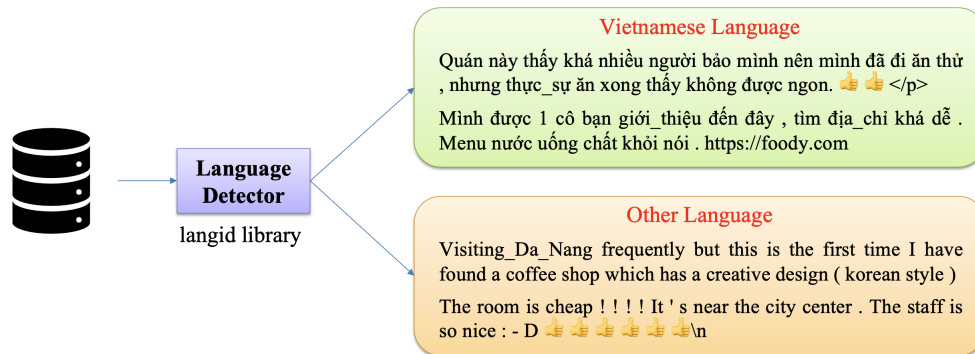 Vietnamese Language
Quán này thấy khá nhiều người bảo mình nên mình đã đi ăn thử
, nhưng thực_sự ăn xong thấy không được ngon. 👍 👍 </p>
Mình được 1 cô bạn giới_thiệu đến đây , tìm địa_chỉ khá dễ .
Menu nước uống chất khỏi nói . https://foody.com
Language
Detector
langid library
Other Language
Visiting_Da_Nang frequently but this is the first time I have
found a coffee shop which has a creative design ( korean style )
The room is cheap ! ! ! ! It ' s near the city center . The staff is
so nice : - D 👍 👍 👍 👍 👍 👍\n